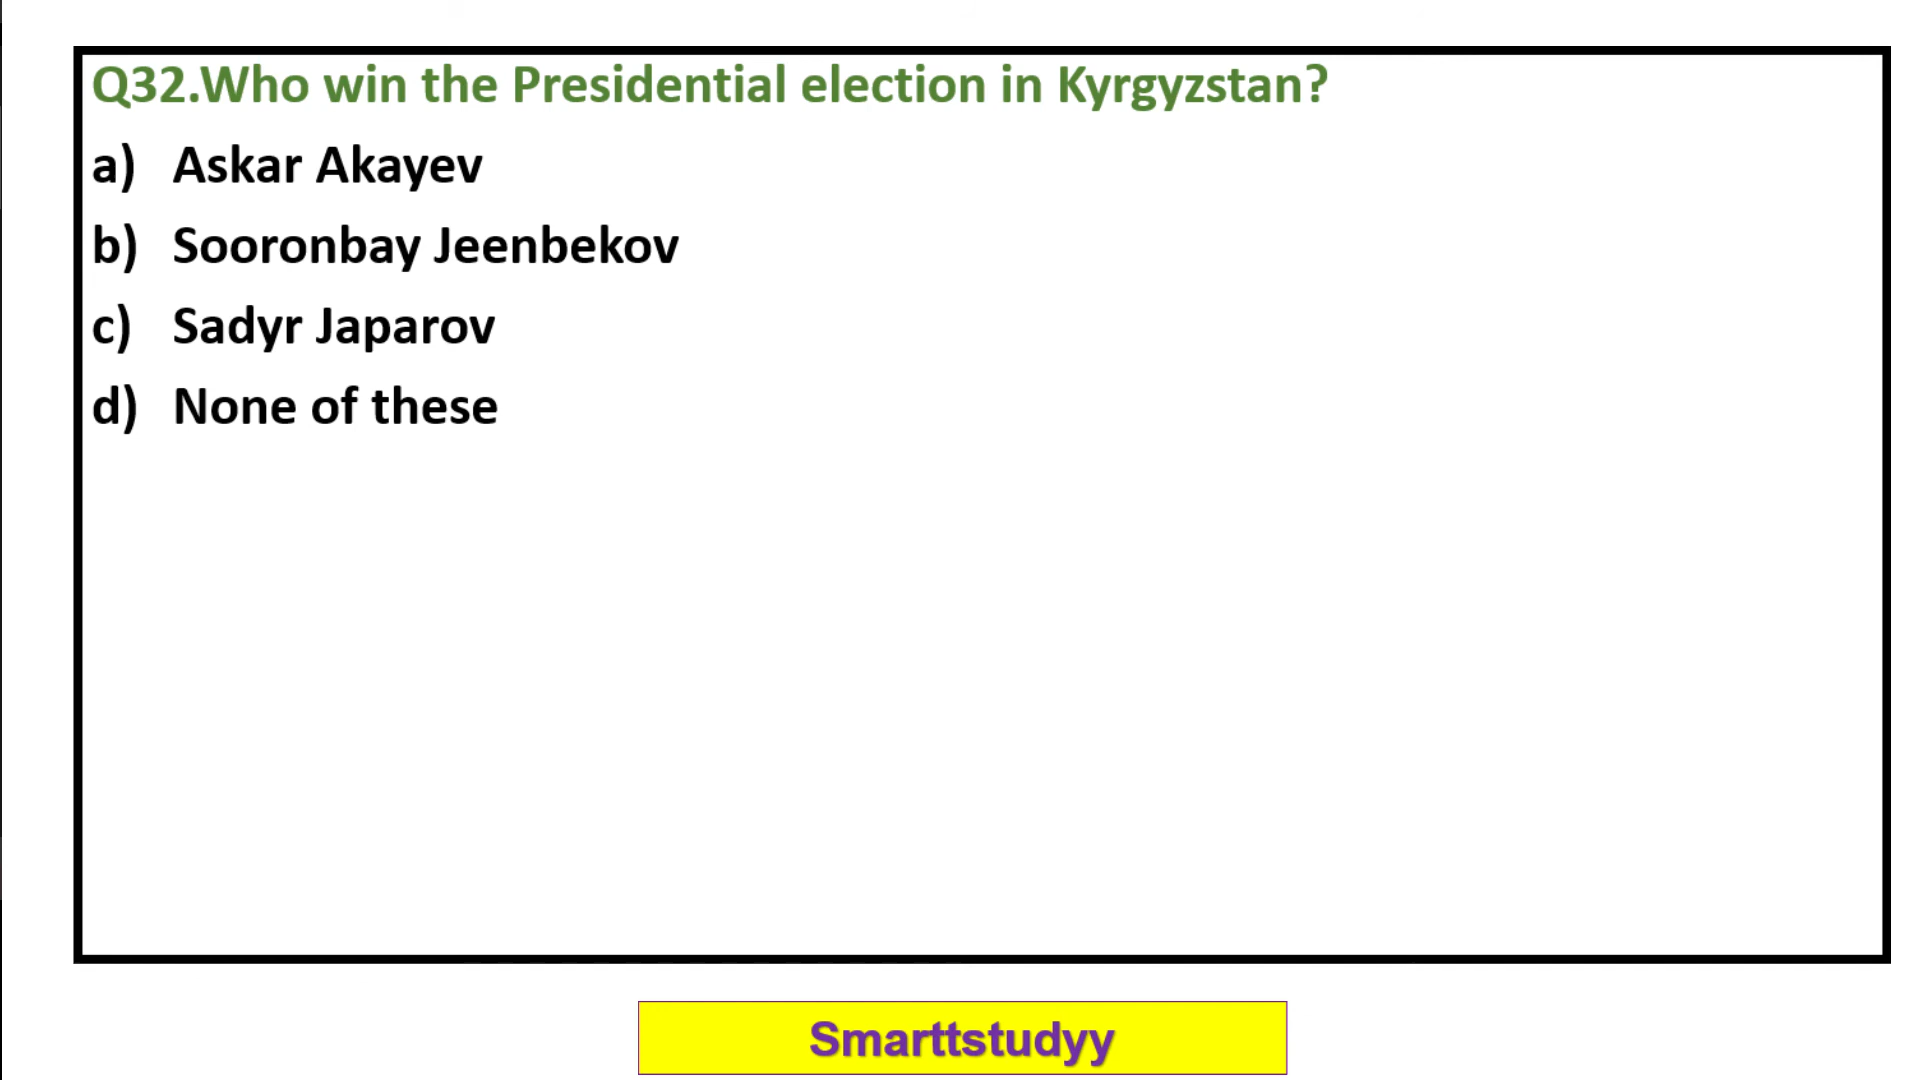 Q32.Who win the Presidential election in Kyrgyzstan?
a) Askar Akayev
b) Sooronbay Jeenbekov
c) Sadyr Japarov
d) None of these
Smarttstudyy